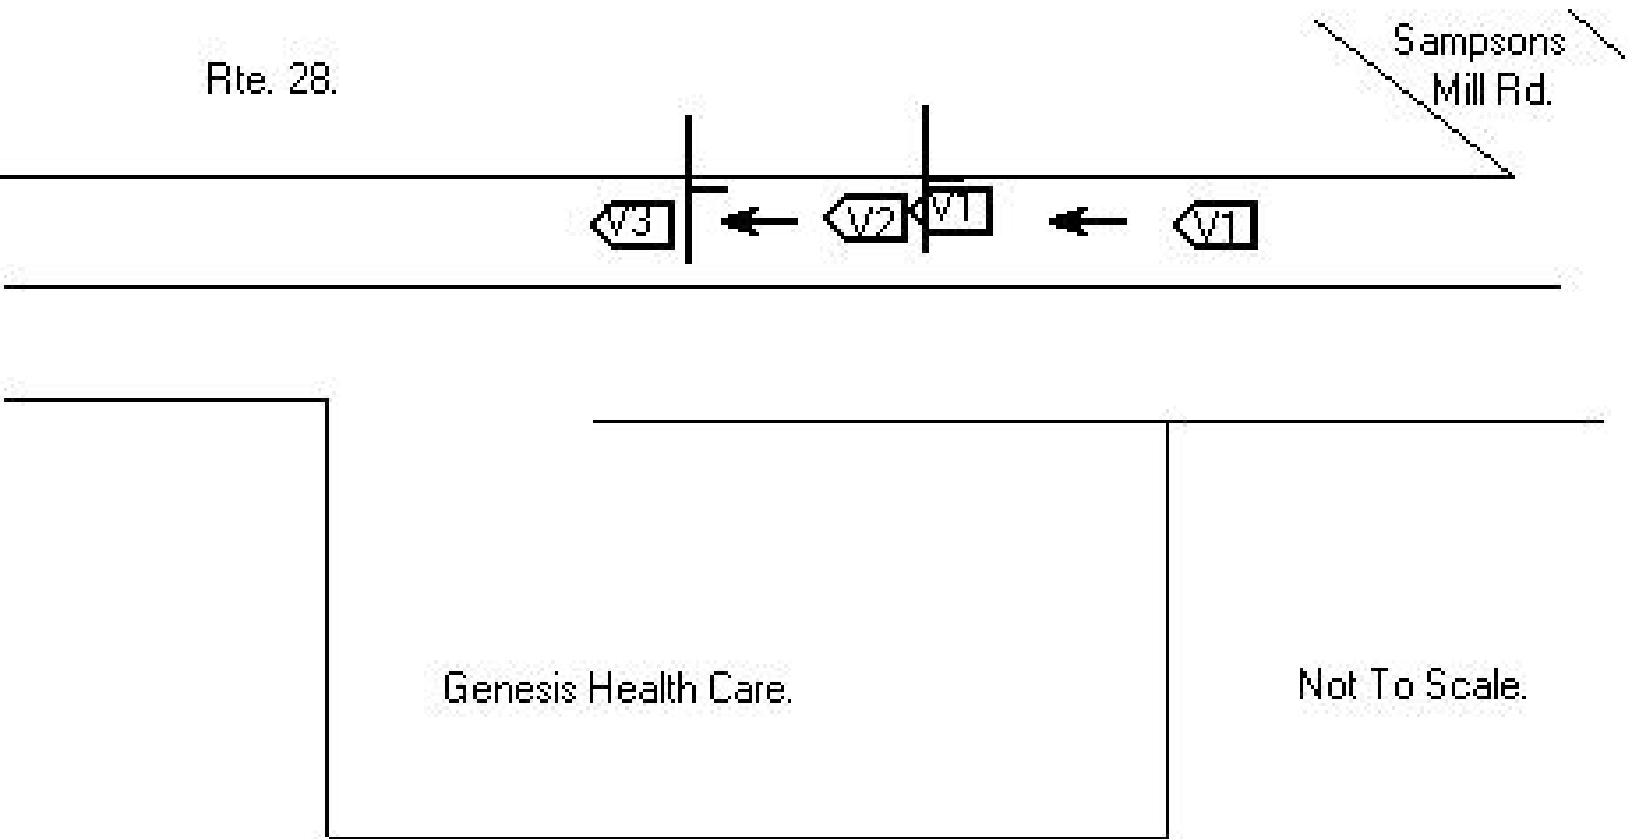 Sampsons
Mill Rd.
Rte. 28.
V3
V2
V1
V1
Genesis Health Care.
Not To Scale.